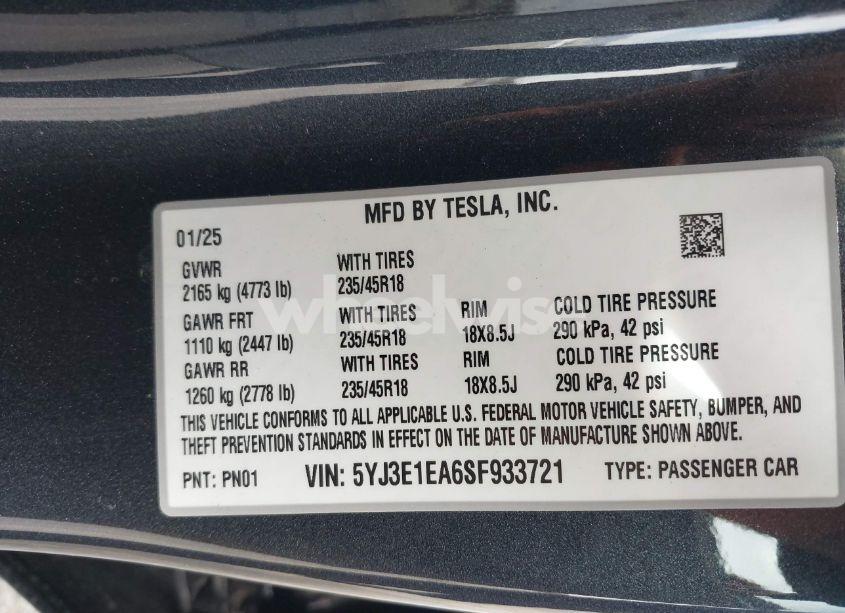 MFD BY TESLA, INC.
01/25
GVWR WITH TIRES
2165 kg (4773 lb) 235/45R18
GAWR FRT WITH TIRES RIM COLD TIRE PRESSURE
1110 kg (2447 lb) 235/45R18 18X8.5J 290 kPa, 42 psi
GAWR RR WITH TIRES RIM COLD TIRE PRESSURE
1260 kg (2778 lb) 235/45R18 18X8.5J 290 kPa, 42 psi
THIS VEHICLE CONFORMS TO ALL APPLICABLE U.S. FEDERAL MOTOR VEHICLE SAFETY, BUMPER, AND
THEFT PREVENTION STANDARDS IN EFFECT ON THE DATE OF MANUFACTURE SHOWN ABOVE.
PNT: PN01 VIN: 5YJ3E1EA6SF933721 TYPE: PASSENGER CAR